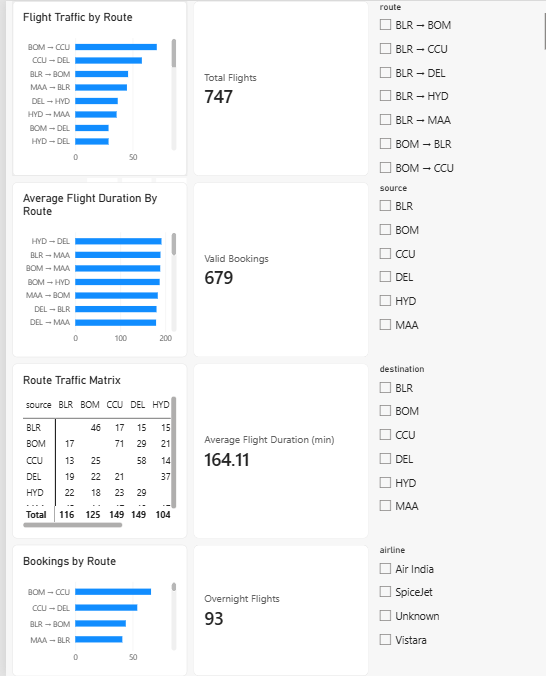 Flight Traffic by Route
BOM → CCU
CCU → DEL
BLR → BOM
MAA → BLR
DEL → HYD
HYD → MAA
BOM → DEL
HYD → DEL
0 50
Total Flights
747
route
BLR → BOM
BLR → CCU
BLR → DEL
BLR → HYD
BLR → MAA
BOM → BLR
BOM → CCU
Average Flight Duration By
Route
HYD → DEL
BLR → MAA
BOM → MAA
BOM → HYD
MAA → BOM
DEL → BLR
DEL → MAA
0 100 200
Valid Bookings
679
source
BLR
BOM
CCU
DEL
HYD
MAA
Route Traffic Matrix
source BLR BOM CCU DEL HYD
BLR 46 17 15 15
BOM 17 71 29 21
CCU 13 25 58 14
DEL 19 22 21 37
HYD 22 18 23 29
Total 116 125 149 149 104
Average Flight Duration (min)
164.11
destination
BLR
BOM
CCU
DEL
HYD
MAA
Bookings by Route
BOM → CCU
CCU → DEL
BLR → BOM
MAA → BLR
0 50
Overnight Flights
93
airline
Air India
SpiceJet
Unknown
Vistara